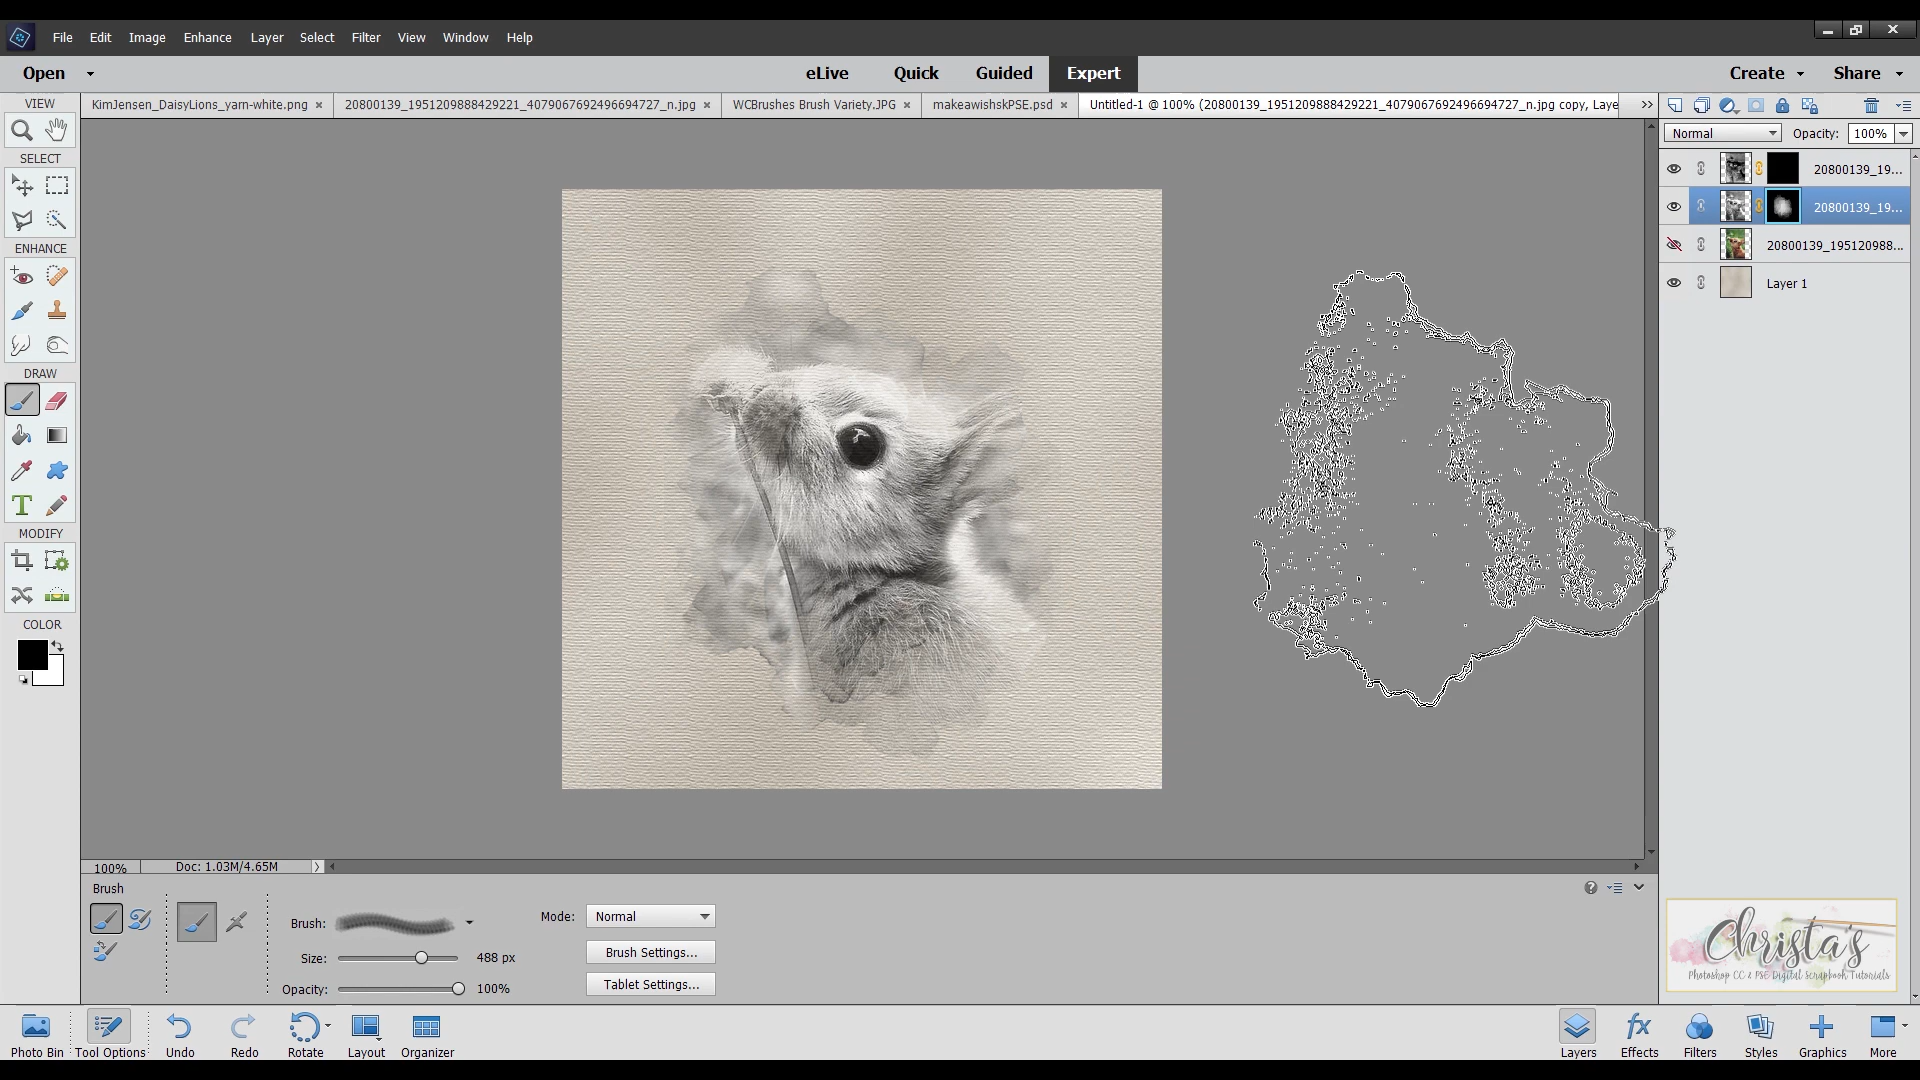 File Edit Image Enhance Layer Select Filter View Window Help
Open eLive Quick Guided Expert Create Share
VIEW
KimJensen_DaisyLions_yarn-white.png × 20800139_1951209888429221_4079067692496694727_n.jpg × WCBrushes Brush Variety.JPG × makeawishskPSE.psd × Untitled-1 @ 100% (20800139_1951209888429221_4079067692496694727_n.jpg copy, Laye >>
Normal Opacity: 100%
SELECT
20800139_19...
20800139_19...
ENHANCE
20800139_195120988...
Layer 1
DRAW
MODIFY
COLOR
100% Doc: 1.03M/4.65M
Brush
Brush: Mode: Normal
Size: 488 px Brush Settings...
Opacity: 100% Tablet Settings...
Christa's
Photoshop CC & PSE Digital Scrapbook Tutorials
Photo Bin Tool Options Undo Redo Rotate Layout Organizer Layers Effects Filters Styles Graphics More